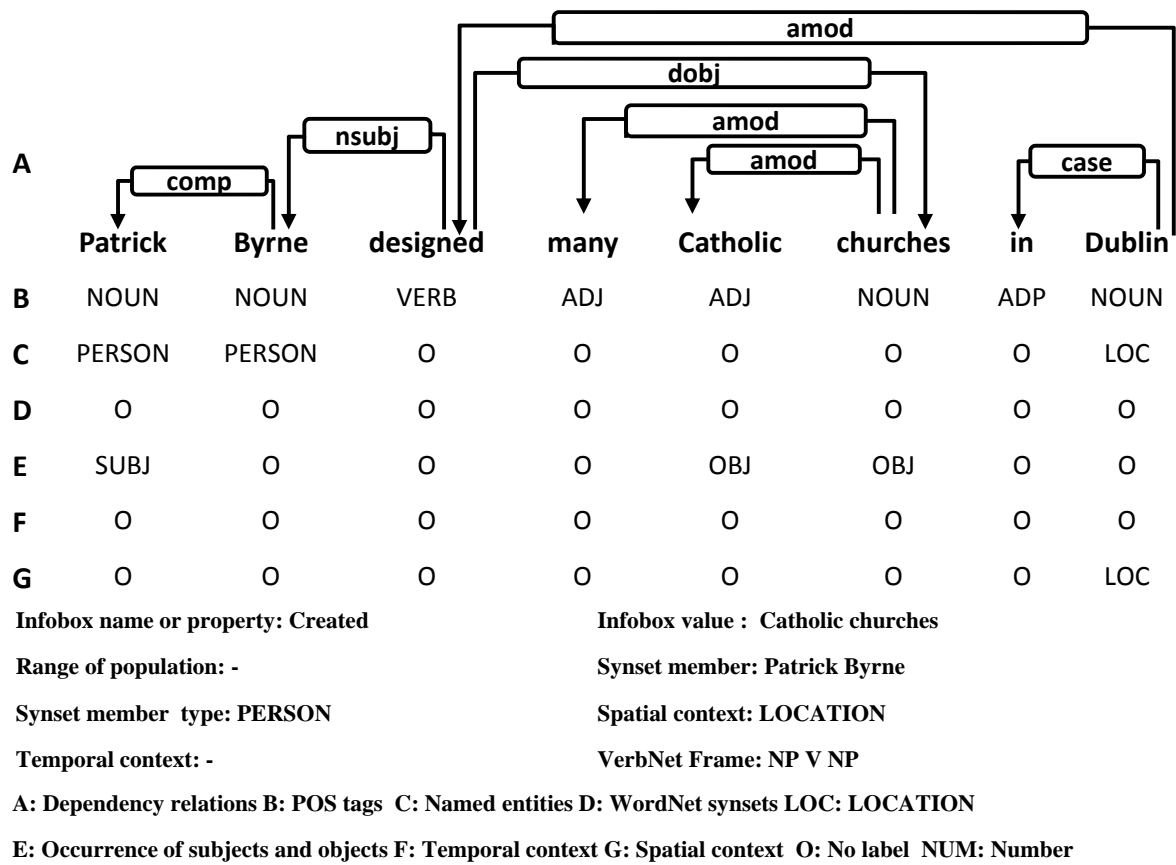 amod
dobj
amod
nsubj
A
amod
case
comp
Patrick Byrne designed many Catholic churches in Dublin
B NOUN NOUN VERB ADJ ADJ NOUN ADP NOUN
C PERSON PERSON O O O O O LOC
D O O O O O O O O
E SUBJ O O O OBJ OBJ O O
F O O O O O O O O
G O O O O O O O LOC
Infobox name or property: Created Infobox value : Catholic churches
Range of population: - Synset member: Patrick Byrne
Synset member type: PERSON Spatial context: LOCATION
Temporal context: - VerbNet Frame: NP V NP
A: Dependency relations B: POS tags C: Named entities D: WordNet synsets LOC: LOCATION
E: Occurrence of subjects and objects F: Temporal context G: Spatial context O: No label NUM: Number